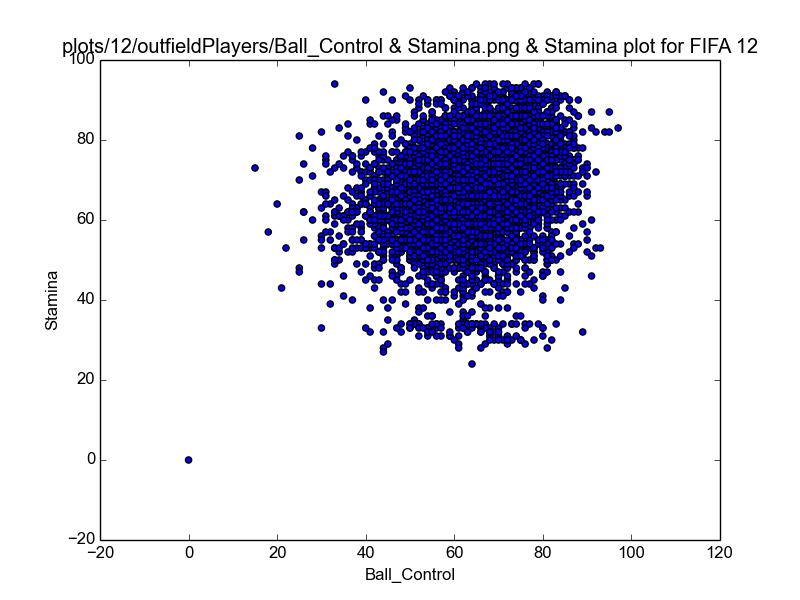 plots/12/outfieldPlayers/Ball_Control & Stamina.png & Stamina plot for FIFA 12
100
80
60
40
20
0
−20
Stamina
−20 0 20 40 60 80 100 120
Ball_Control